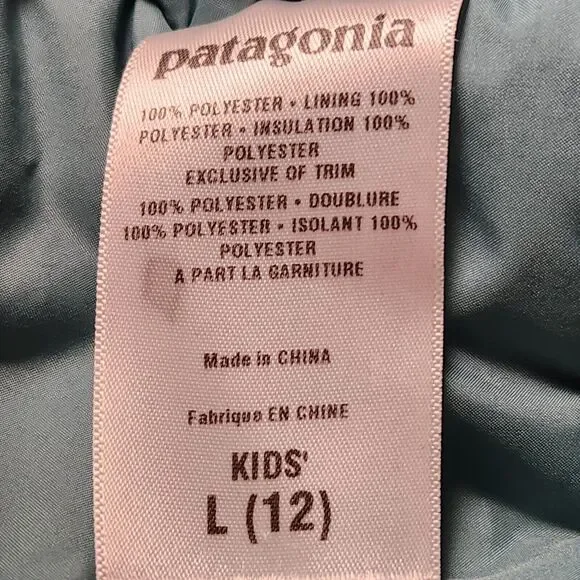 patagonia
100% POLYESTER • LINING 100%
POLYESTER • INSULATION 100%
POLYESTER
EXCLUSIVE OF TRIM
100% POLYESTER • DOUBLURE
100% POLYESTER • ISOLANT 100%
POLYESTER
A PART LA GARNITURE
Made in CHINA
Fabrique EN CHINE
KIDS'
L (12)